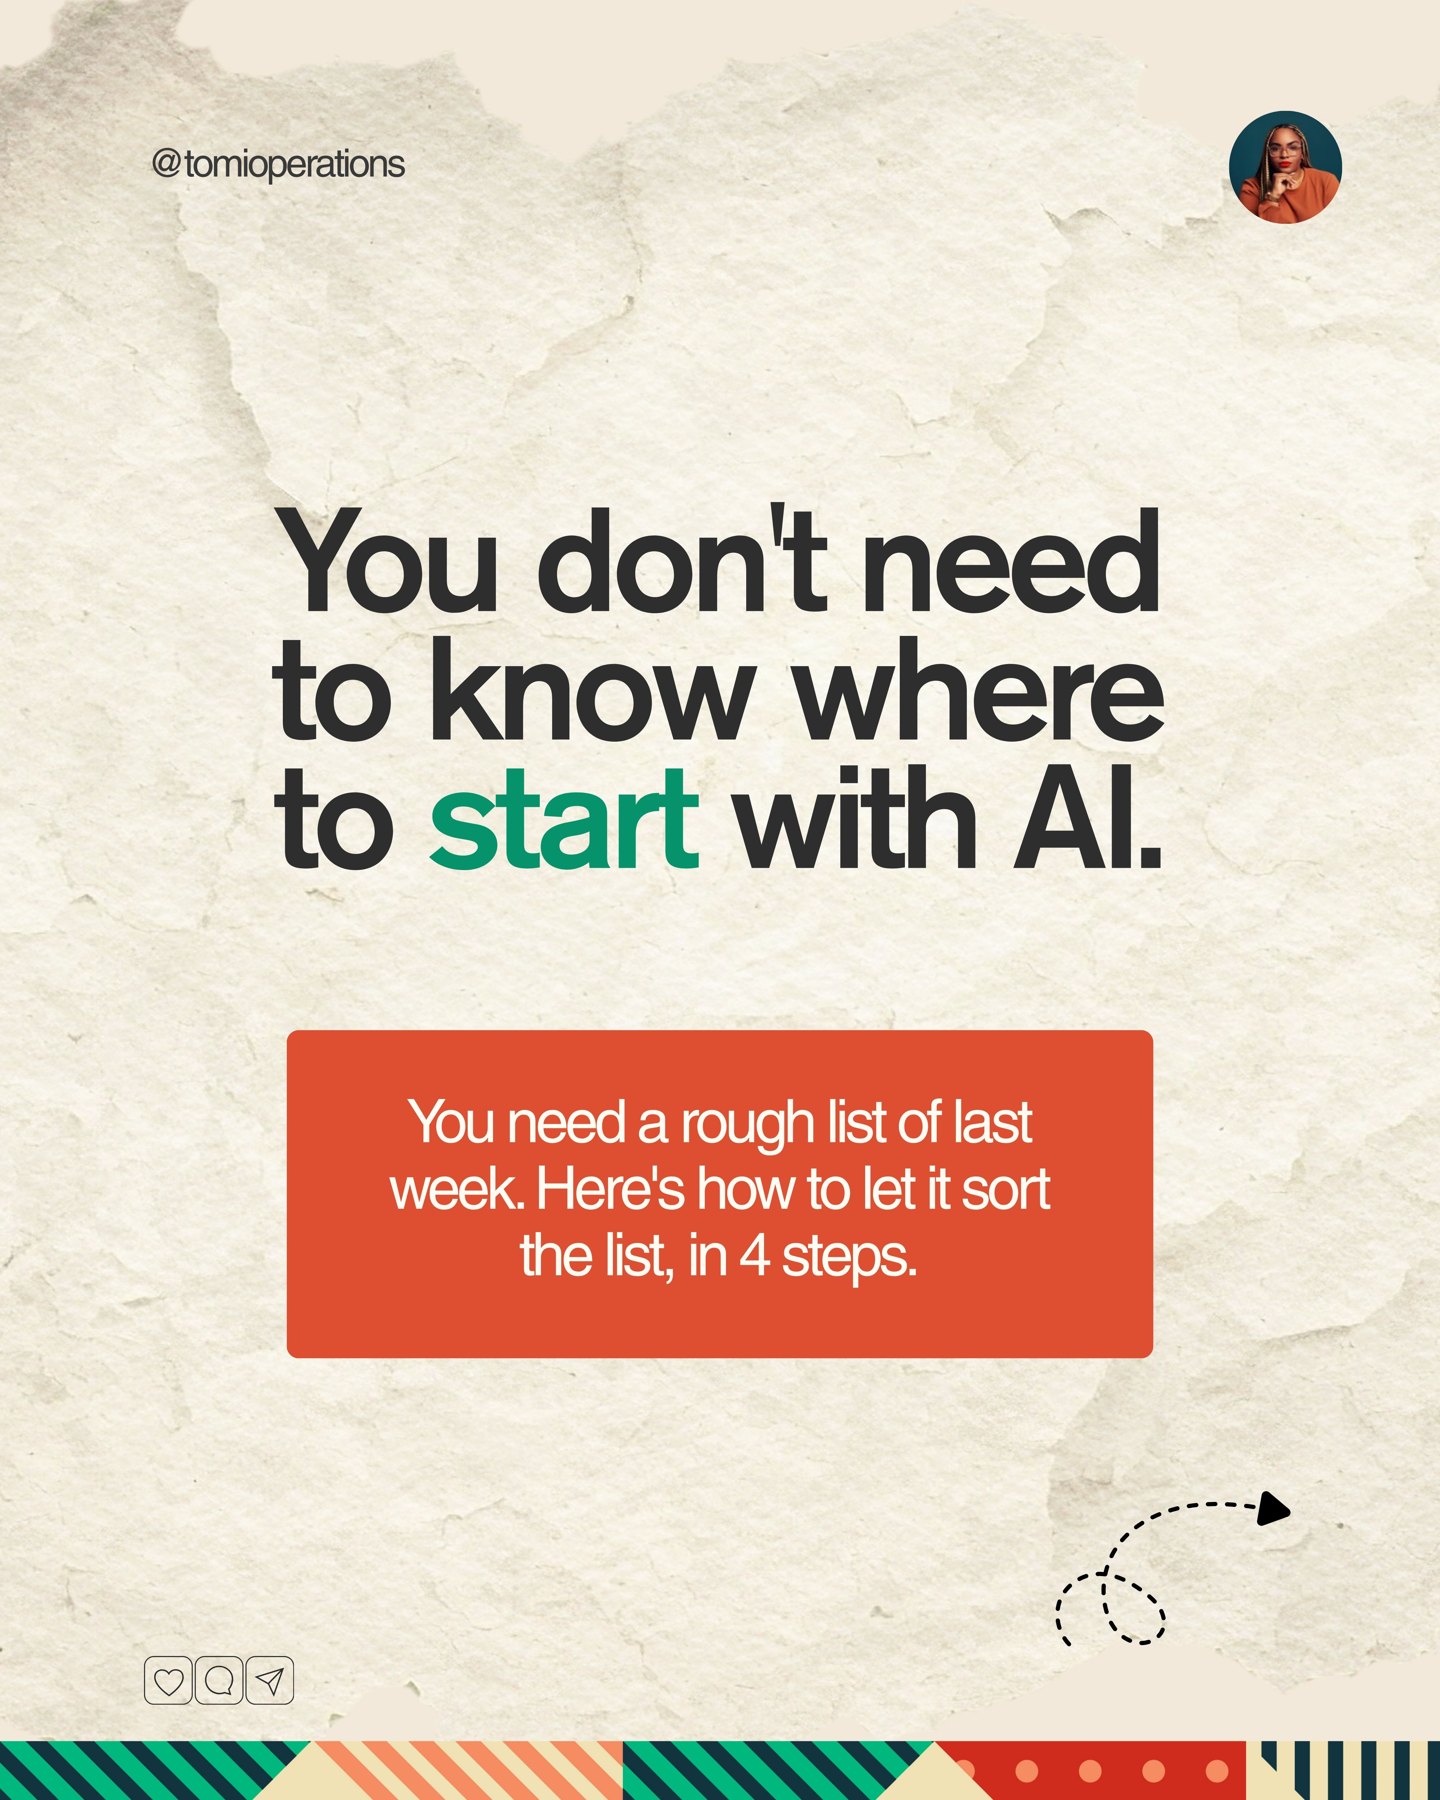 @tomioperations
You don't need
to know where
to start with AI.
You need a rough list of last
week. Here's how to let it sort
the list, in 4 steps.